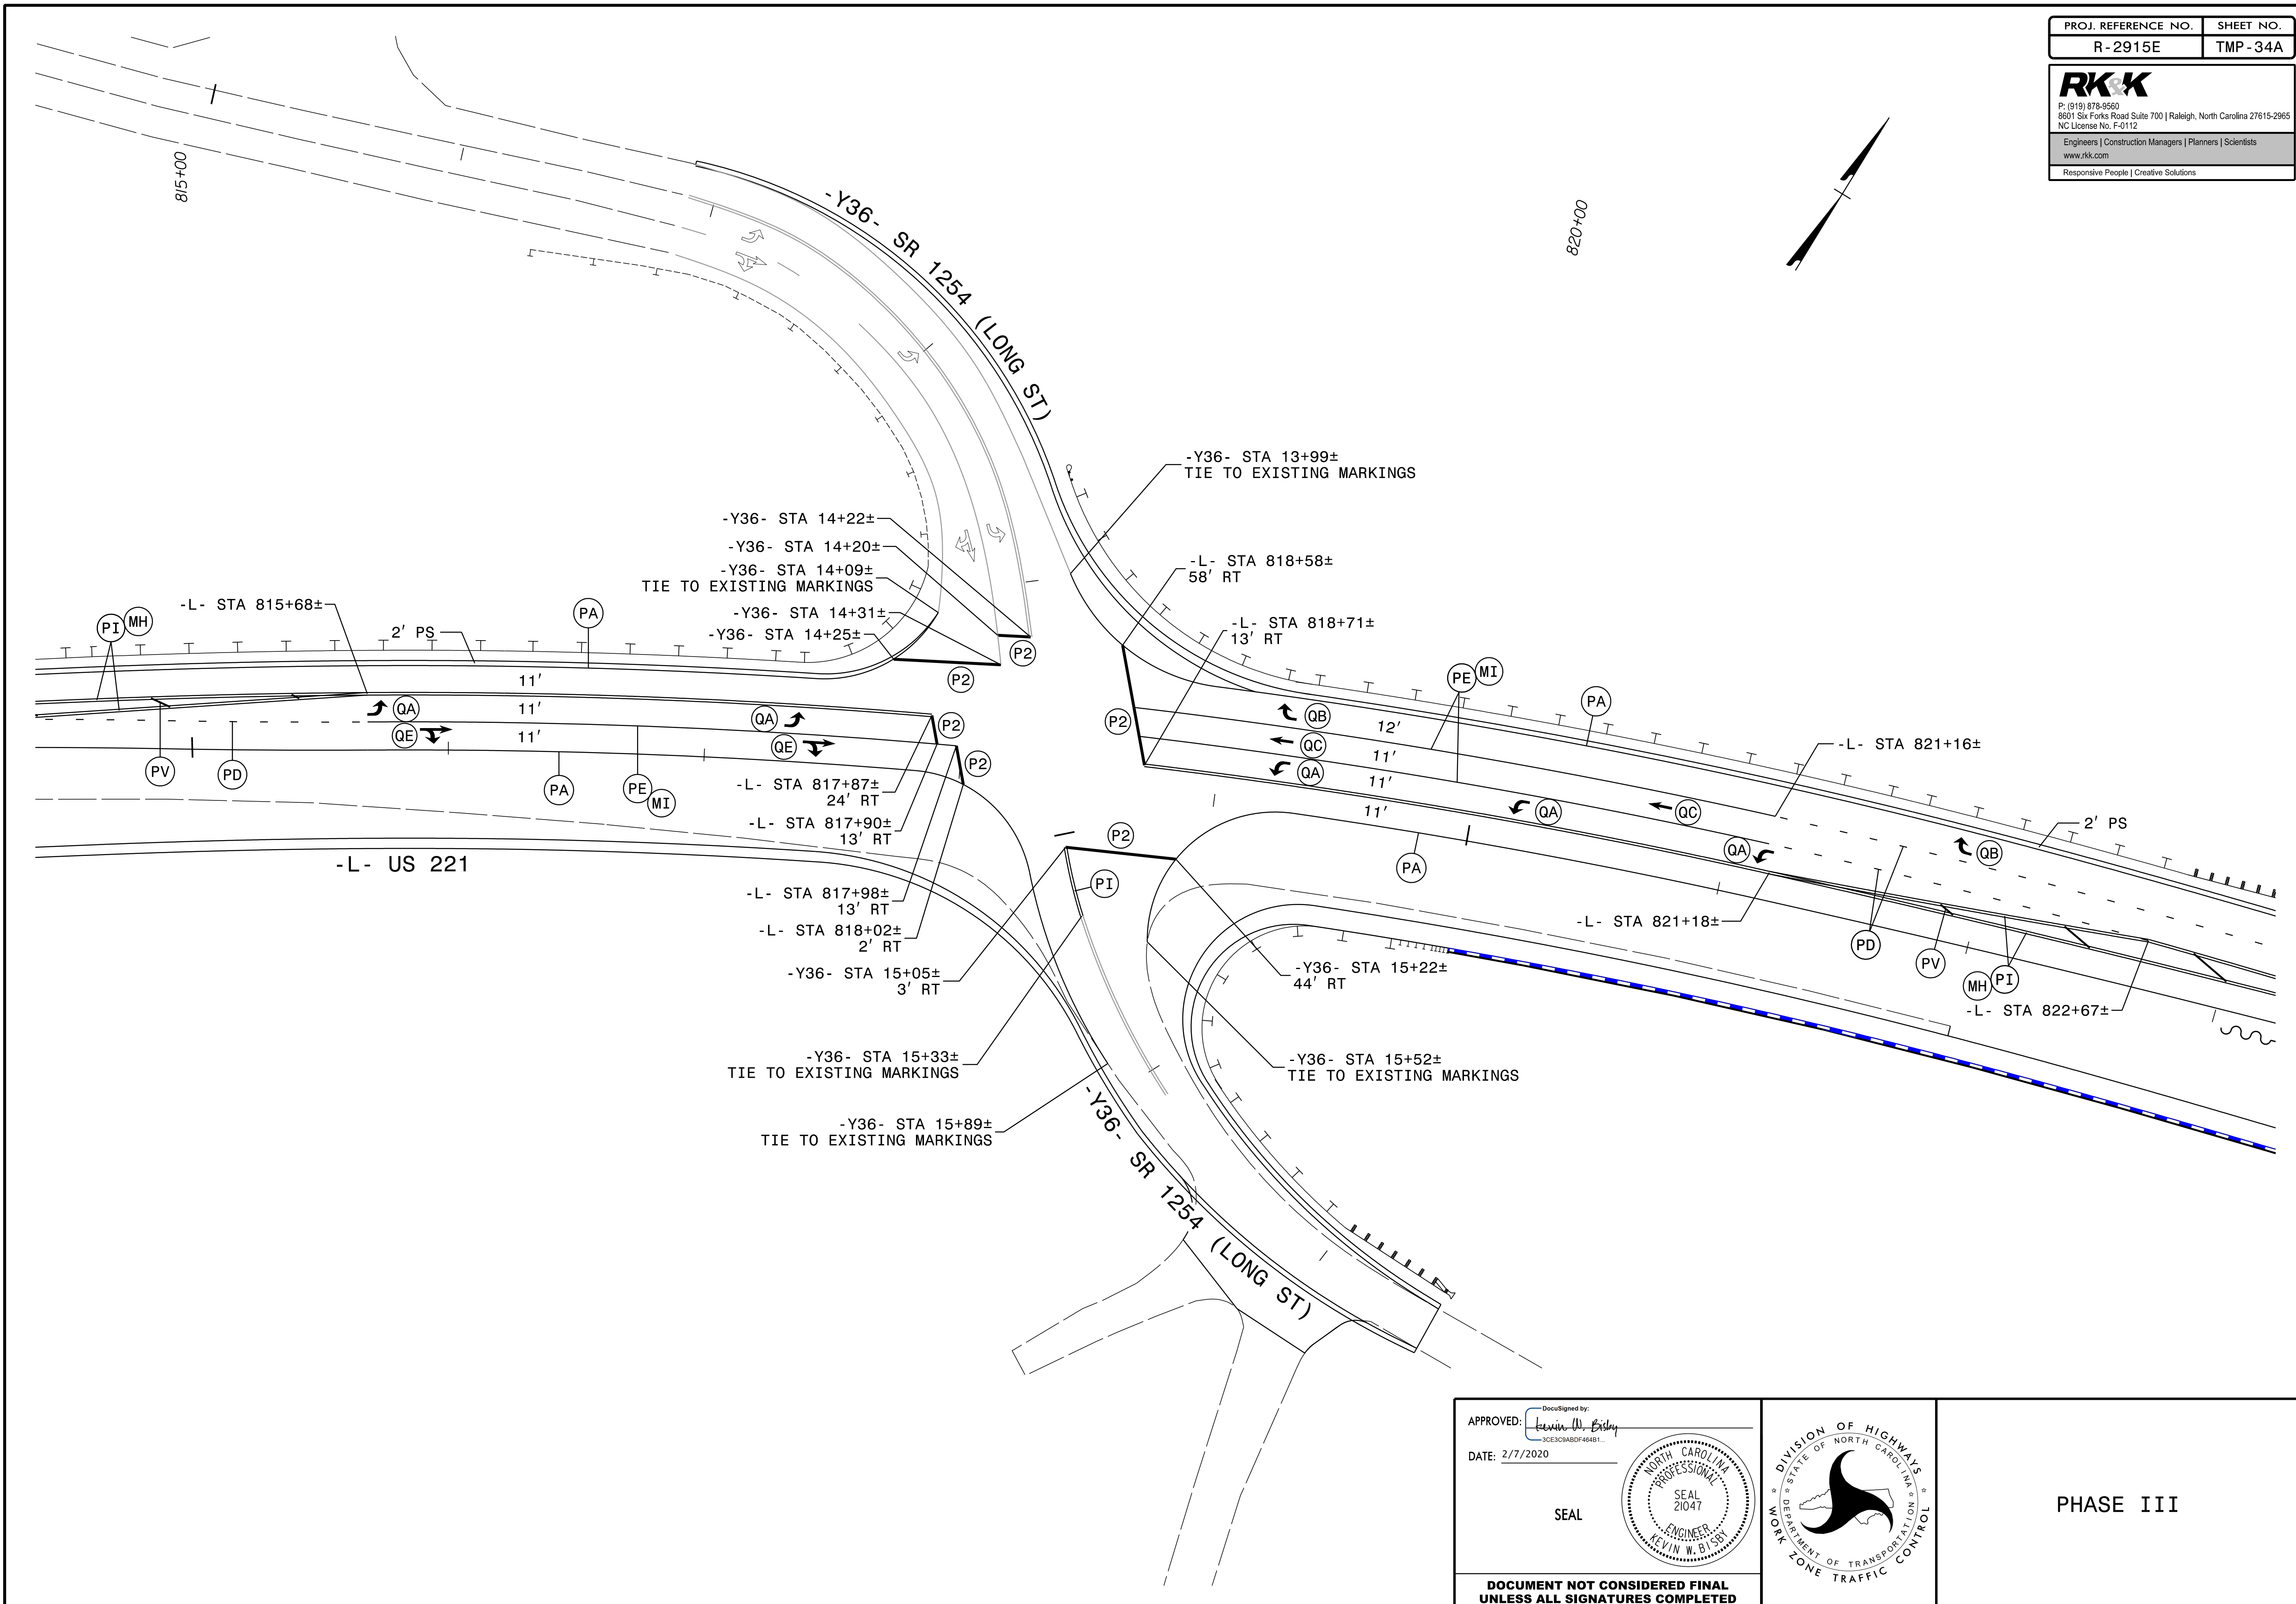 PROJ. REFERENCE NO.
SHEET NO.
R-2915E
TMP-34A
RK&K
P: (919) 878-9560
8601 Six Forks Road Suite 700 | Raleigh, North Carolina 27615-2965
NC License No. F-0112
Engineers | Construction Managers | Planners | Scientists
www.rkk.com
Responsive People | Creative Solutions
815+00
820+00
-Y36- SR 1254 (LONG ST)
-Y36- STA 13+99±
TIE TO EXISTING MARKINGS
-Y36- STA 14+22±
-Y36- STA 14+20±
-Y36- STA 14+09±
TIE TO EXISTING MARKINGS
-Y36- STA 14+31±
-Y36- STA 14+25±
P2
P2
-L- STA 818+58±
58' RT
-L- STA 818+71±
13' RT
-L- STA 815+68±
PI
MH
2' PS
PA
11'
11'
11'
QA
QE
QA
QE
P2
P2
PV
PD
PA
PE
MI
-L- STA 817+87±
24' RT
-L- STA 817+90±
13' RT
-L- STA 817+98±
13' RT
-L- STA 818+02±
2' RT
-L- US 221
P2
PE
MI
PA
QB
12'
QC
11'
QA
11'
11'
QA
QC
QA
QB
-L- STA 821+16±
2' PS
P2
PI
PA
-L- STA 821+18±
PD
PV
MH
PI
-L- STA 822+67±
-Y36- STA 15+05±
3' RT
-Y36- STA 15+22±
44' RT
-Y36- STA 15+33±
TIE TO EXISTING MARKINGS
-Y36- STA 15+52±
TIE TO EXISTING MARKINGS
-Y36- STA 15+89±
TIE TO EXISTING MARKINGS
-Y36- SR 1254 (LONG ST)
APPROVED:
DocuSigned by:
Kevin W. Bisby
3CE3C9ABDF464B1...
DATE: 2/7/2020
SEAL
NORTH CAROLINA
PROFESSIONAL
SEAL
21047
ENGINEER
KEVIN W. BISBY
DOCUMENT NOT CONSIDERED FINAL
UNLESS ALL SIGNATURES COMPLETED
DIVISION OF HIGHWAYS
STATE OF NORTH CAROLINA
DEPARTMENT OF TRANSPORTATION
WORK ZONE TRAFFIC CONTROL
PHASE III